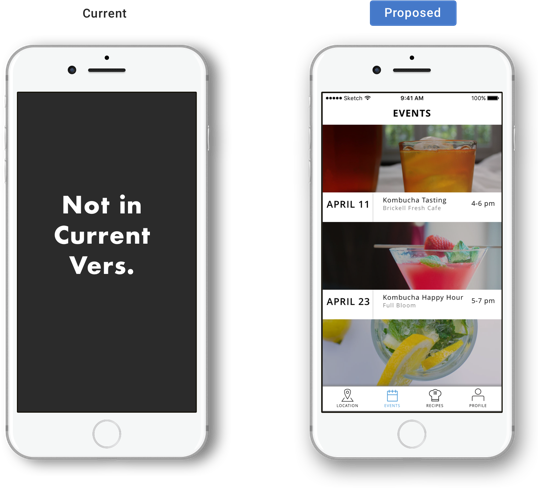 Current
Proposed
Not in
Current
Vers.
Sketch
9:41 AM
100%
EVENTS
APRIL 11
Kombucha Tasting
Brickell Fresh Cafe
4-6 pm
APRIL 23
Kombucha Happy Hour
Full Bloom
5-7 pm
LOCATION
EVENTS
RECIPES
PROFILE